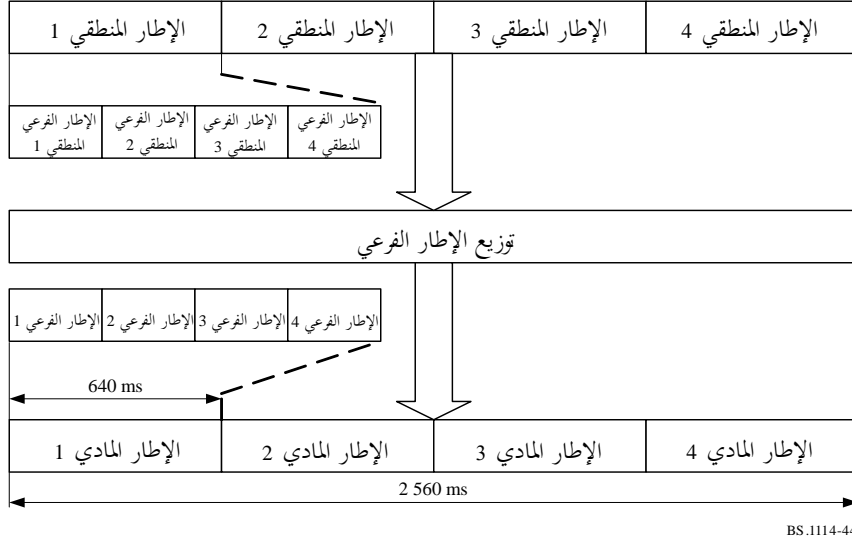 الإطار المنطقي 1
الإطار المنطقي 2
الإطار المنطقي 3
الإطار المنطقي 4
الإطار الفرعي
المنطقي 1
الإطار الفرعي
المنطقي 2
الإطار الفرعي
المنطقي 3
الإطار الفرعي
المنطقي 4
توزيع الإطار الفرعي
الإطار الفرعي 1
الإطار الفرعي 2
الإطار الفرعي 3
الإطار الفرعي 4
640 ms
الإطار المادي 1
الإطار المادي 2
الإطار المادي 3
الإطار المادي 4
2 560 ms
BS.1114-44